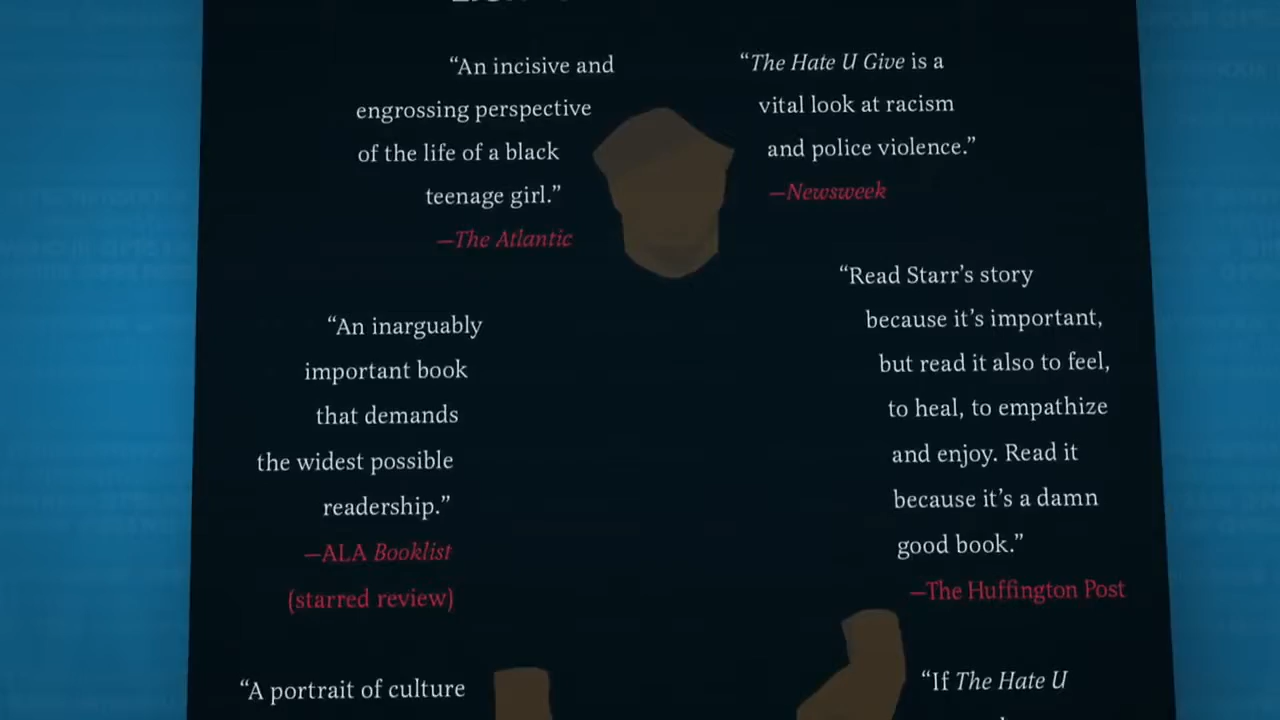 “An incisive and
engrossing perspective
of the life of a black
teenage girl.”
—The Atlantic
“The Hate U Give is a
vital look at racism
and police violence.”
—Newsweek
“An inarguably
important book
that demands
the widest possible
readership.”
—ALA Booklist
(starred review)
“Read Starr’s story
because it’s important,
but read it also to feel,
to heal, to empathize
and enjoy. Read it
because it’s a damn
good book.”
—The Huffington Post
“A portrait of culture
“If The Hate U